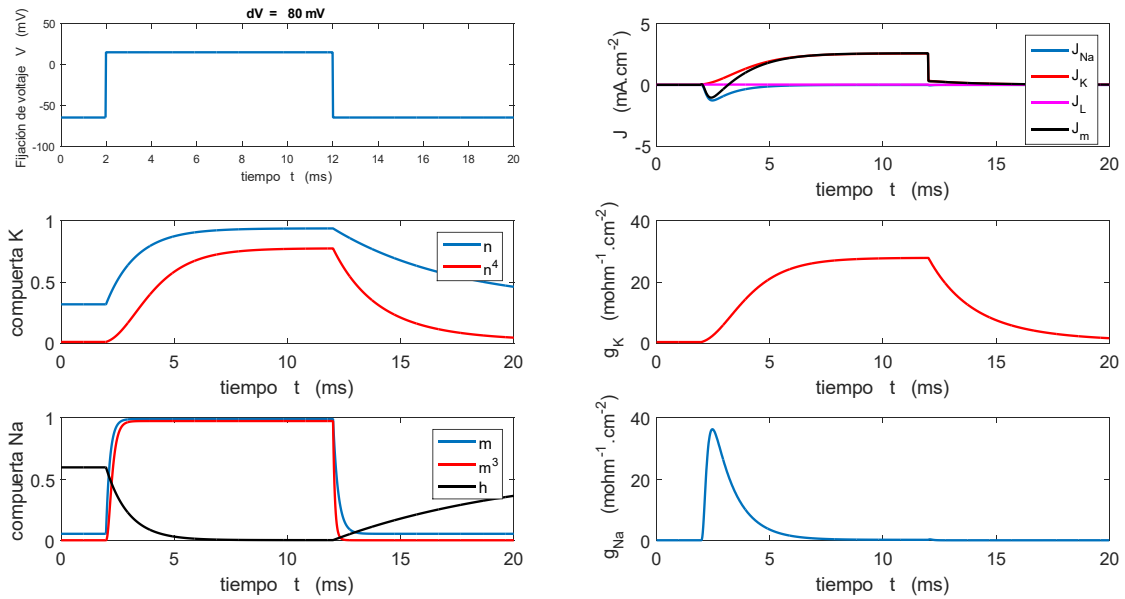 dV = 80 mV
Fijación de voltaje V (mV)
50
0
-50
-100
0 2 4 6 8 10 12 14 16 18 20
tiempo t (ms)
J (mA.cm-2)
5
0
-5
J_Na
J_K
J_L
J_m
0 5 10 15 20
tiempo t (ms)
compuerta K
1
0.5
0
n
n4
0 5 10 15 20
tiempo t (ms)
g_K (mohm-1.cm-2)
40
20
0
0 5 10 15 20
tiempo t (ms)
compuerta Na
1
0.5
0
m
m3
h
0 5 10 15 20
tiempo t (ms)
g_Na (mohm-1.cm-2)
40
20
0
0 5 10 15 20
tiempo t (ms)